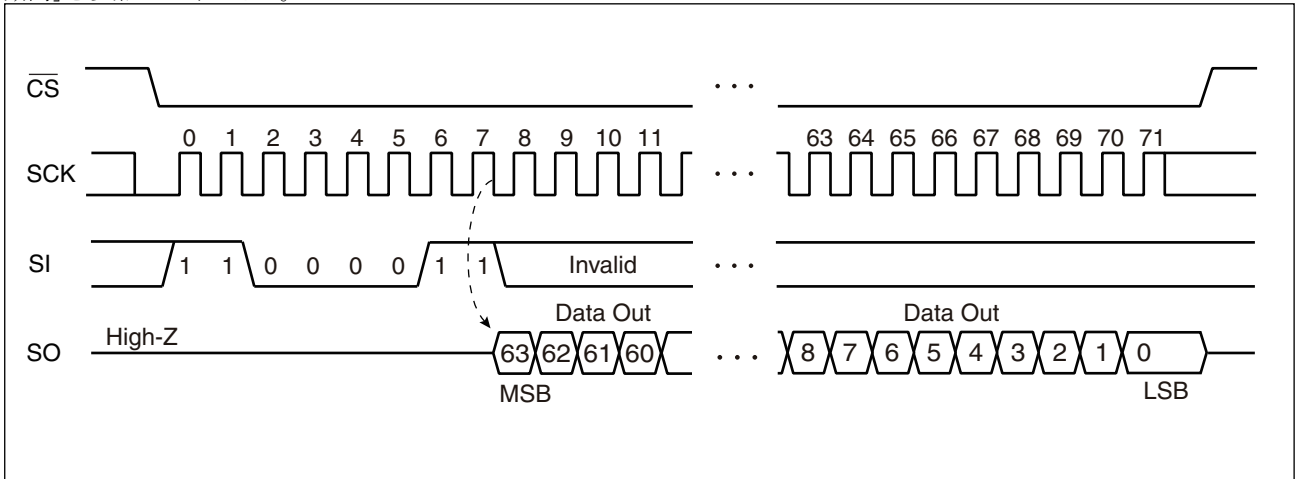 CS
· · ·
0 1 2 3 4 5 6 7 8 9 10 11 63 64 65 66 67 68 69 70 71
SCK
· · ·
SI
1 1 0 0 0 0 1 1 Invalid
· · ·
Data Out Data Out
High-Z
SO
63 62 61 60 · · · 8 7 6 5 4 3 2 1 0
MSB LSB